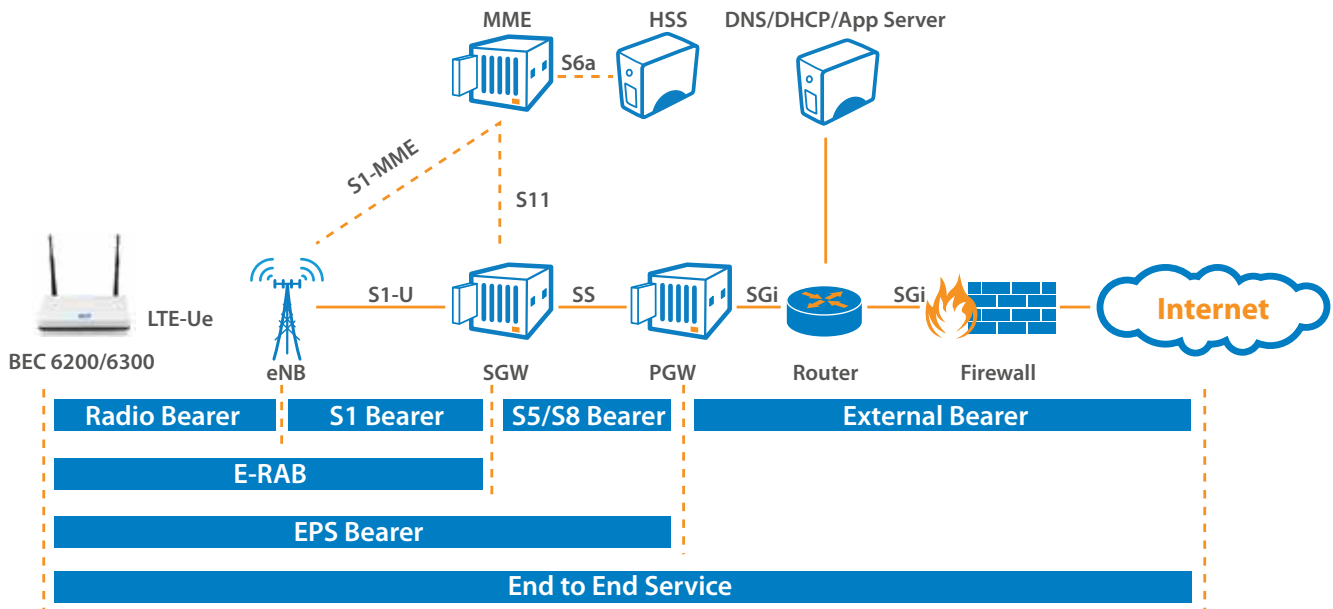 MME
HSS
DNS/DHCP/App Server
S6a
S1-MME
S11
LTE-Ue
S1-U
SS
SGi
SGi
Internet
BEC 6200/6300
eNB
SGW
PGW
Router
Firewall
Radio Bearer
S1 Bearer
S5/S8 Bearer
External Bearer
E-RAB
EPS Bearer
End to End Service